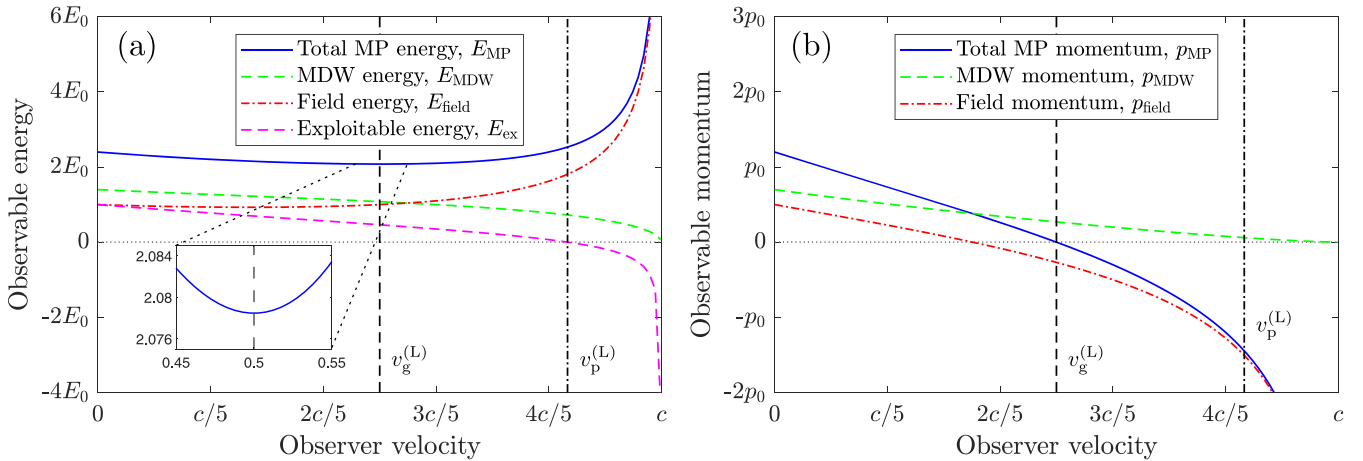 (a)
Total MP energy, E_MP
MDW energy, E_MDW
Field energy, E_field
Exploitable energy, E_ex
Observable energy
6E_0
4E_0
2E_0
0
-2E_0
-4E_0
2.084
2.08
2.076
0.45
0.5
0.55
v_g^(L)
v_p^(L)
0
c/5
2c/5
3c/5
4c/5
c
Observer velocity
(b)
Total MP momentum, p_MP
MDW momentum, p_MDW
Field momentum, p_field
Observable momentum
3p_0
2p_0
p_0
0
-p_0
-2p_0
v_p^(L)
v_g^(L)
0
c/5
2c/5
3c/5
4c/5
c
Observer velocity